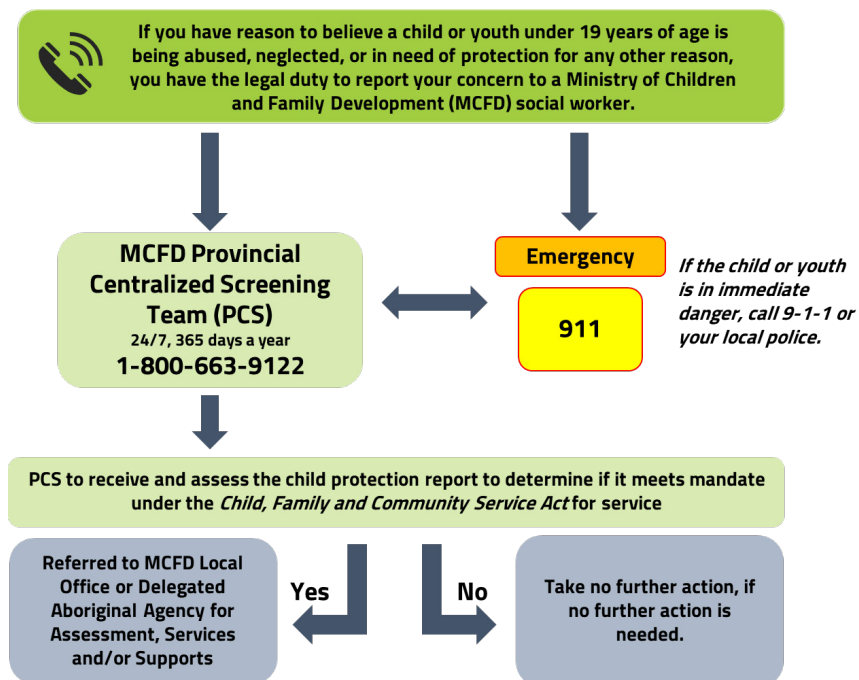 If you have reason to believe a child or youth under 19 years of age is
being abused, neglected, or in need of protection for any other reason,
you have the legal duty to report your concern to a Ministry of Children
and Family Development (MCFD) social worker.
MCFD Provincial
Centralized Screening
Team (PCS)
24/7, 365 days a year
1-800-663-9122
Emergency
911
If the child or youth
is in immediate
danger, call 9-1-1 or
your local police.
PCS to receive and assess the child protection report to determine if it meets mandate
under the Child, Family and Community Service Act for service
Referred to MCFD Local
Office or Delegated
Aboriginal Agency for
Assessment, Services
and/or Supports
Yes
No
Take no further action, if
no further action is
needed.